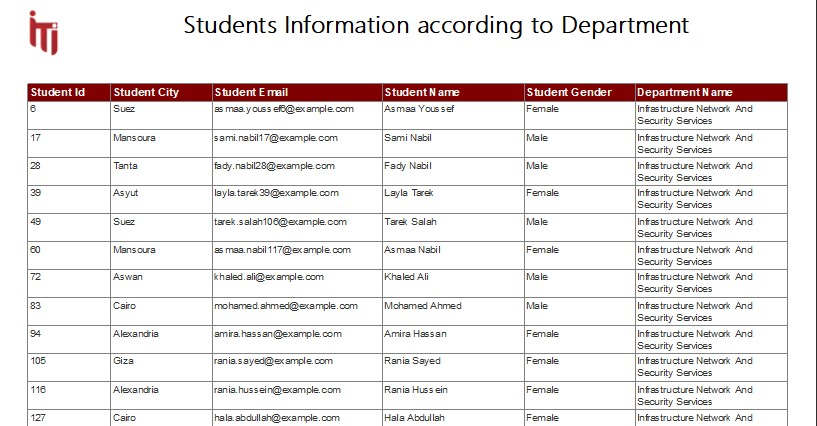 iTi
Students Information according to Department
Student Id Student City Student Email Student Name Student Gender Department Name
6 Suez asmaa.youssef6@example.com Asmaa Youssef Female Infrastructure Network And
Security Services
17 Mansoura sami.nabil17@example.com Sami Nabil Male Infrastructure Network And
Security Services
28 Tanta fady.nabil28@example.com Fady Nabil Male Infrastructure Network And
Security Services
39 Asyut layla.tarek39@example.com Layla Tarek Female Infrastructure Network And
Security Services
49 Suez tarek.salah106@example.com Tarek Salah Male Infrastructure Network And
Security Services
60 Mansoura asmaa.nabil117@example.com Asmaa Nabil Female Infrastructure Network And
Security Services
72 Aswan khaled.ali@example.com Khaled Ali Male Infrastructure Network And
Security Services
83 Cairo mohamed.ahmed@example.com Mohamed Ahmed Male Infrastructure Network And
Security Services
94 Alexandria amira.hassan@example.com Amira Hassan Female Infrastructure Network And
Security Services
105 Giza rania.sayed@example.com Rania Sayed Female Infrastructure Network And
Security Services
116 Alexandria rania.hussein@example.com Rania Hussein Female Infrastructure Network And
Security Services
127 Cairo hala.abdullah@example.com Hala Abdullah Female Infrastructure Network And